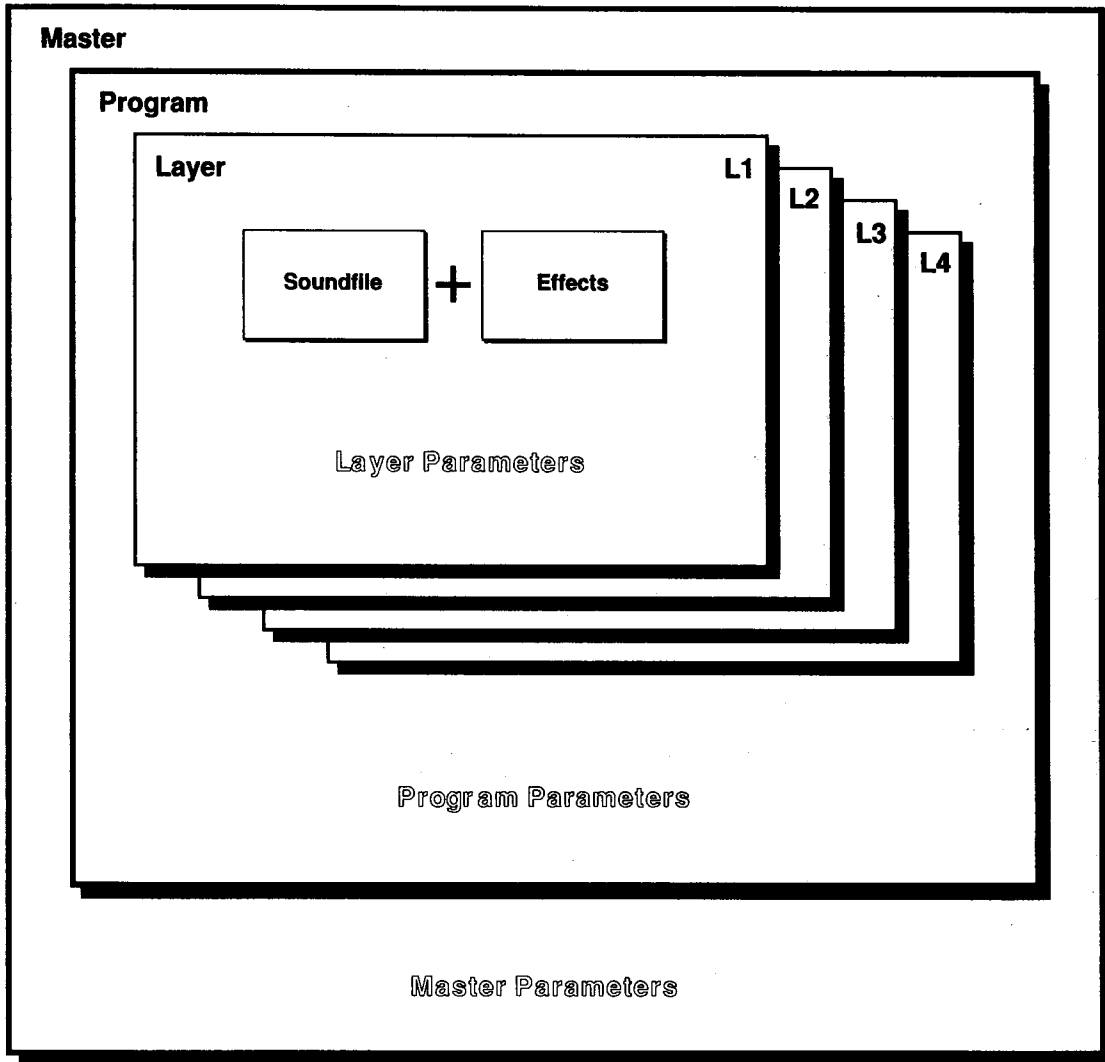 Master
Program
Layer
L1
L2
L3
L4
Soundfile + Effects
Layer Parameters
Program Parameters
Master Parameters